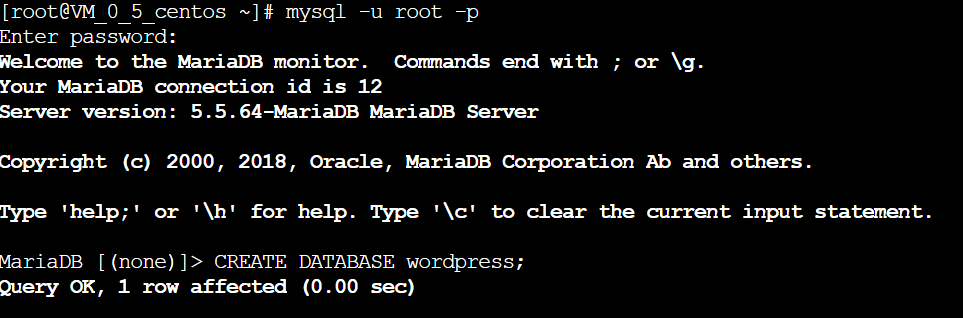 [root@VM_0_5_centos ~]# mysql -u root -p
Enter password:
Welcome to the MariaDB monitor.  Commands end with ; or \g.
Your MariaDB connection id is 12
Server version: 5.5.64-MariaDB MariaDB Server
Copyright (c) 2000, 2018, Oracle, MariaDB Corporation Ab and others.
Type 'help;' or '\h' for help. Type '\c' to clear the current input statement.
MariaDB [(none)]> CREATE DATABASE wordpress;
Query OK, 1 row affected (0.00 sec)